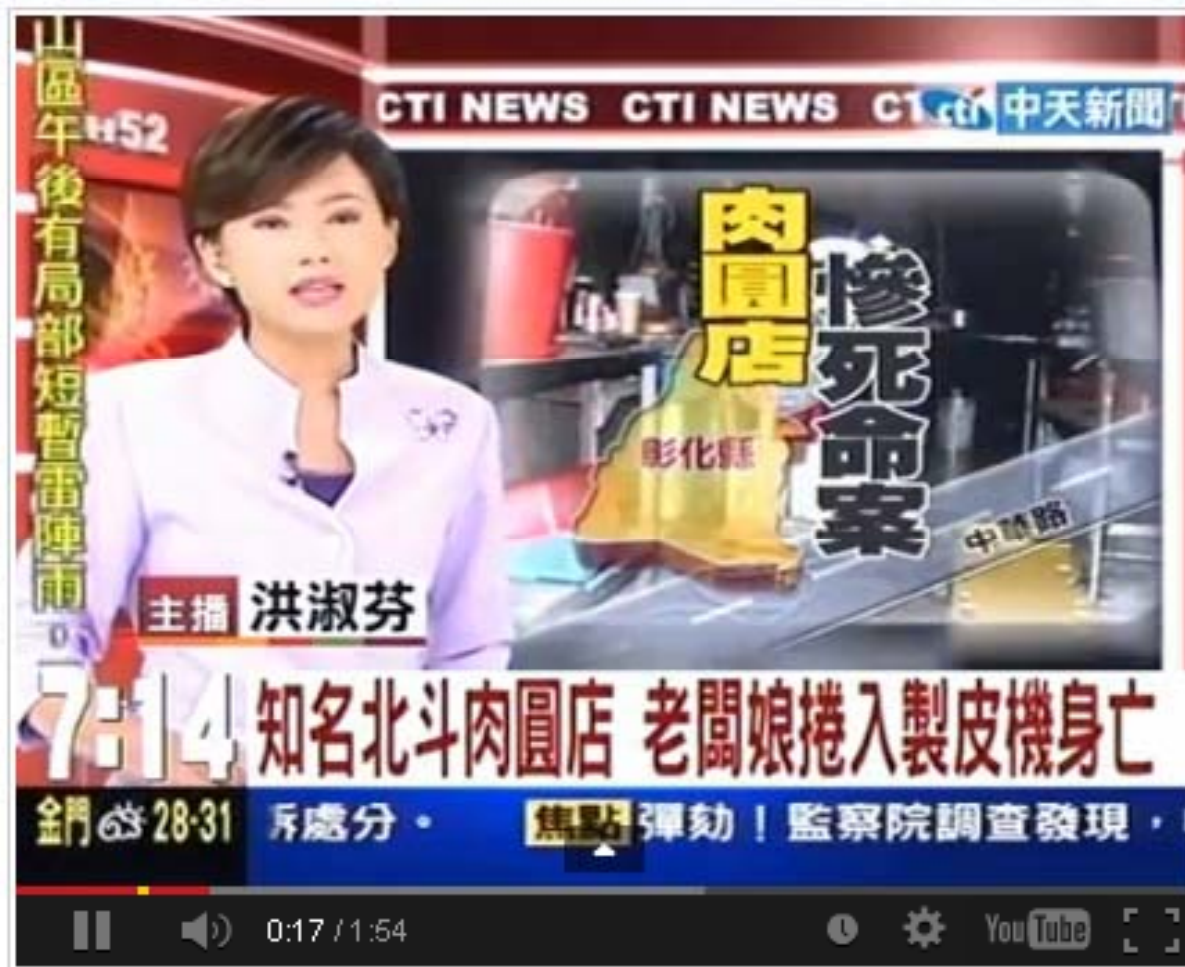 山區午後有局部短暫雷陣雨
CTI NEWS CTI NEWS CT
cti 中天新聞
52
肉圓店
慘死命案
彰化縣
中華路
主播 洪淑芬
7:14
知名北斗肉圓店 老闆娘捲入製皮機身亡
金門 28-31
訴處分。 焦點 彈劾！監察院調查發現，
0:17 / 1:54
YouTube